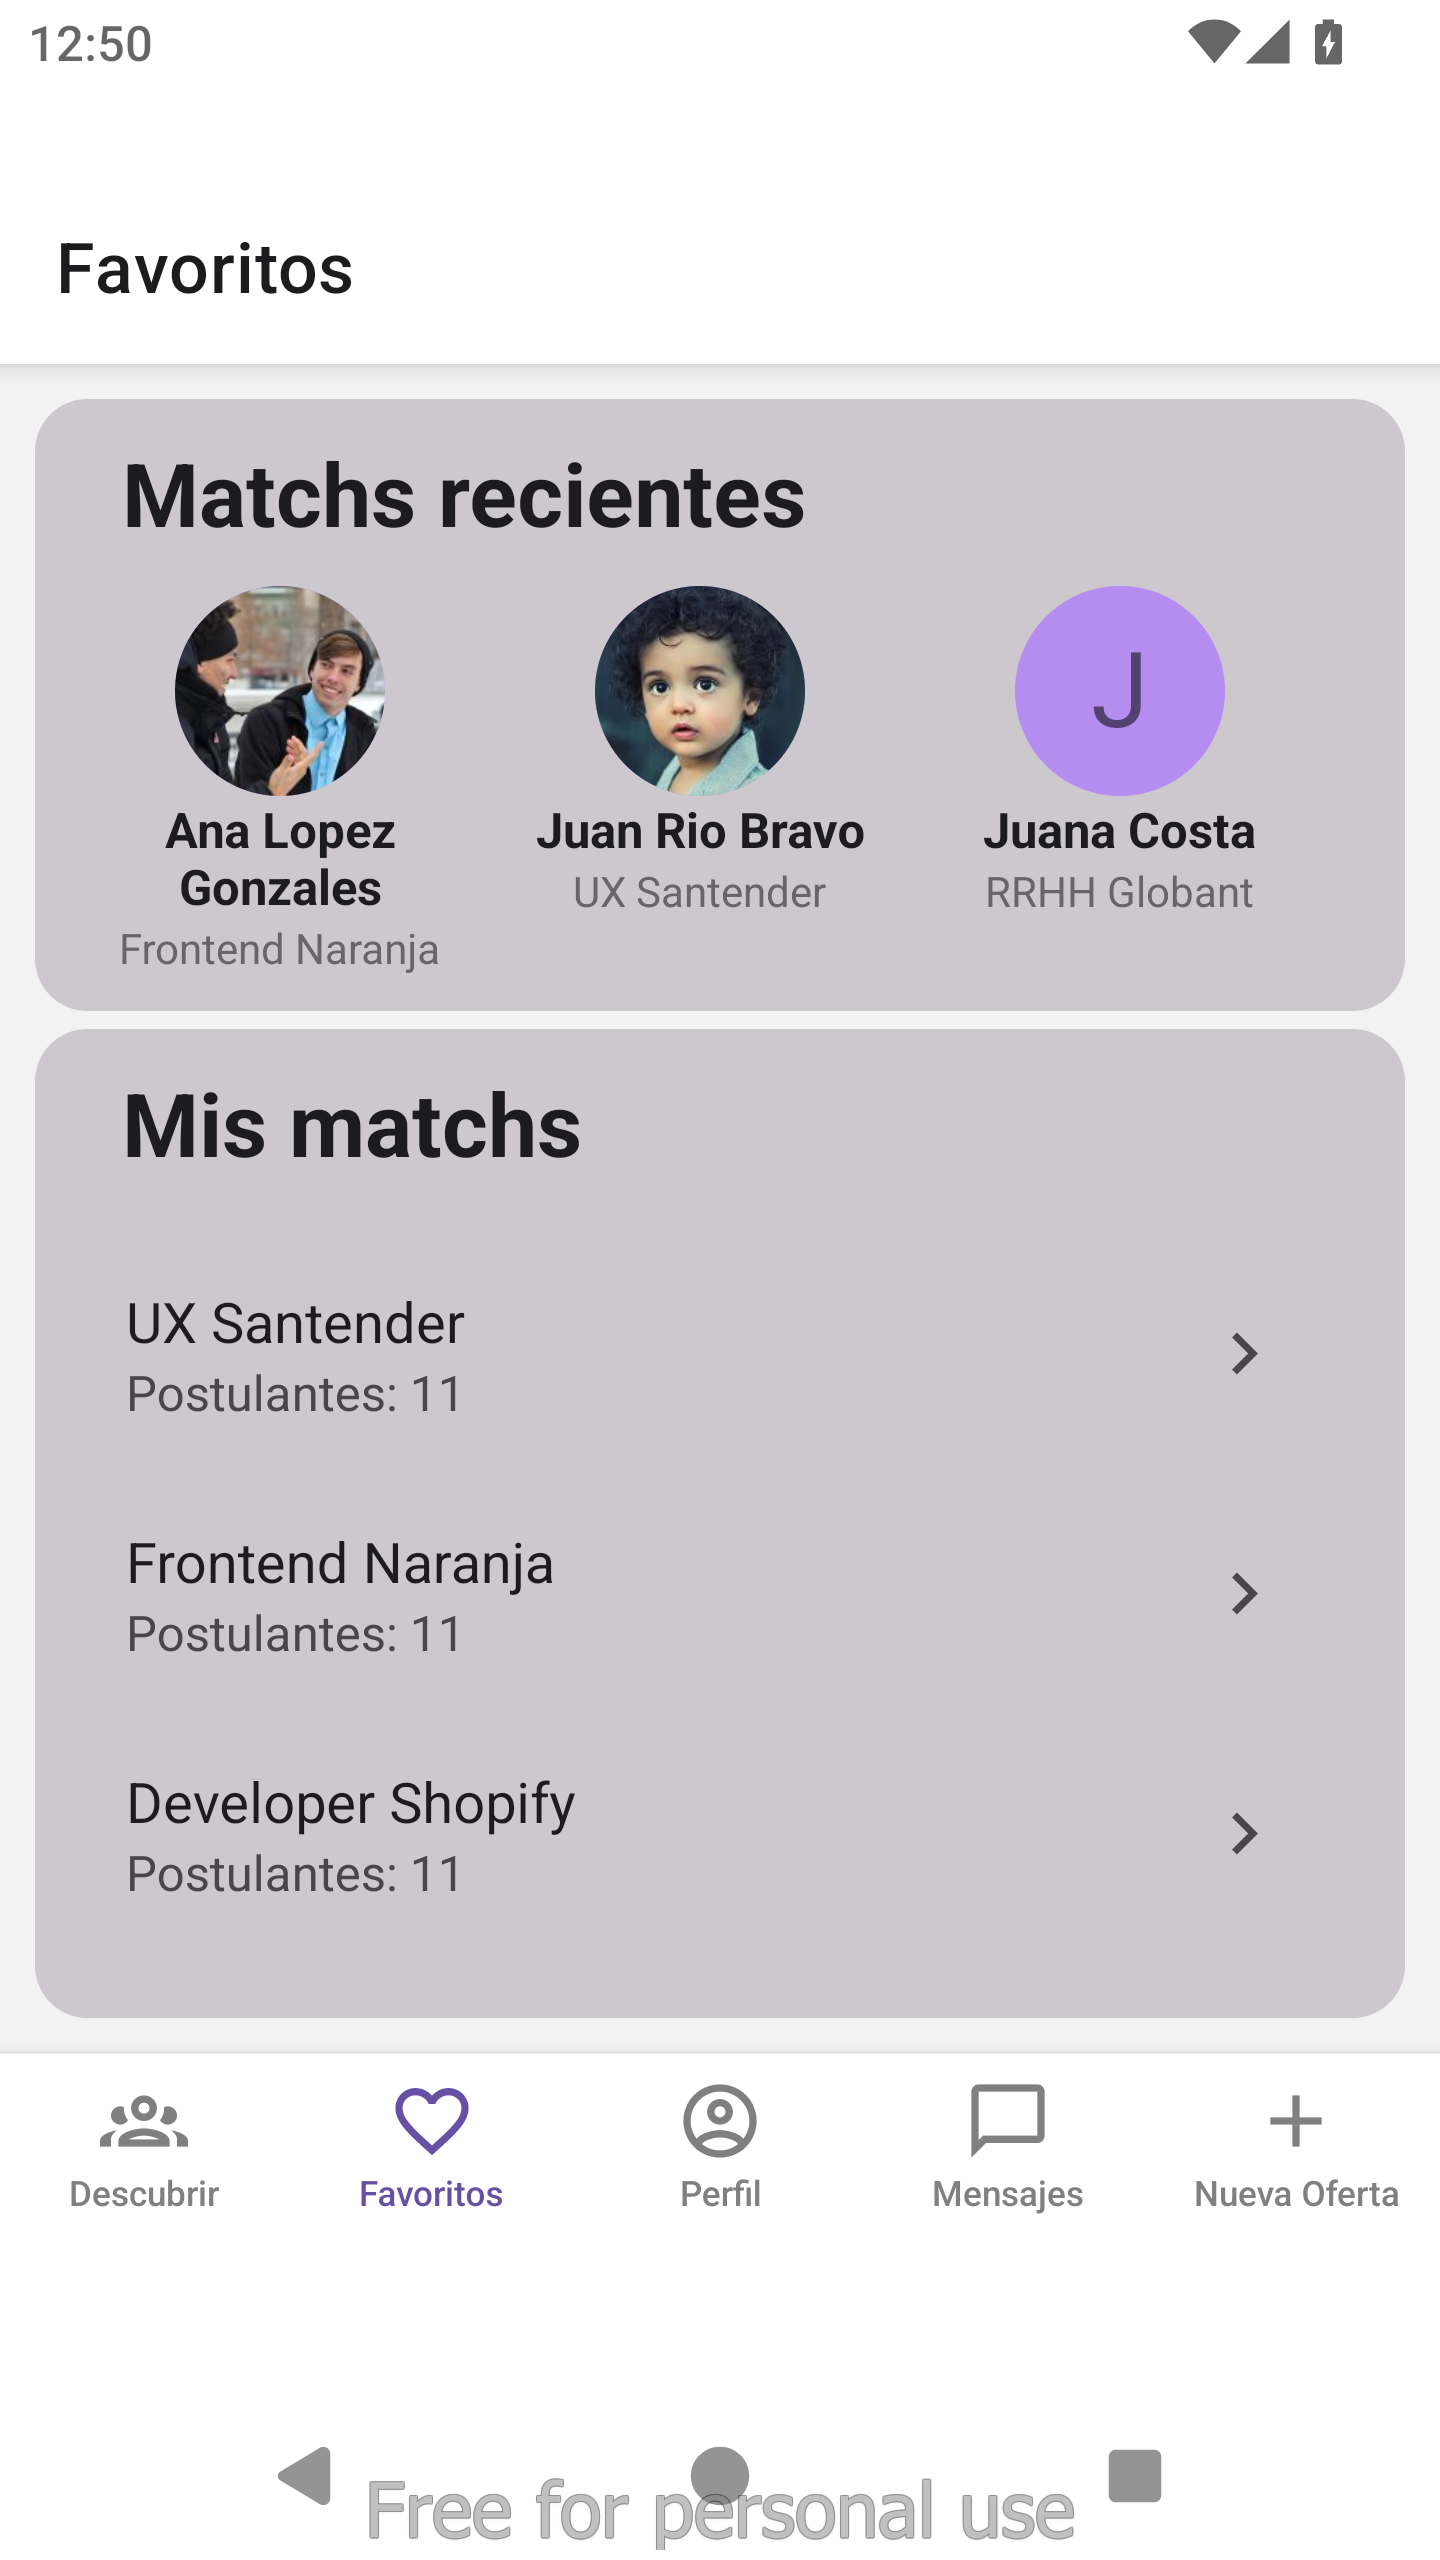 12:50
Favoritos
Matchs recientes
J
Ana Lopez
Gonzales
Frontend Naranja
Juan Rio Bravo
UX Santender
Juana Costa
RRHH Globant
Mis matchs
UX Santender
Postulantes: 11
Frontend Naranja
Postulantes: 11
Developer Shopify
Postulantes: 11
Descubrir
Favoritos
Perfil
Mensajes
Nueva Oferta
Free for personal use